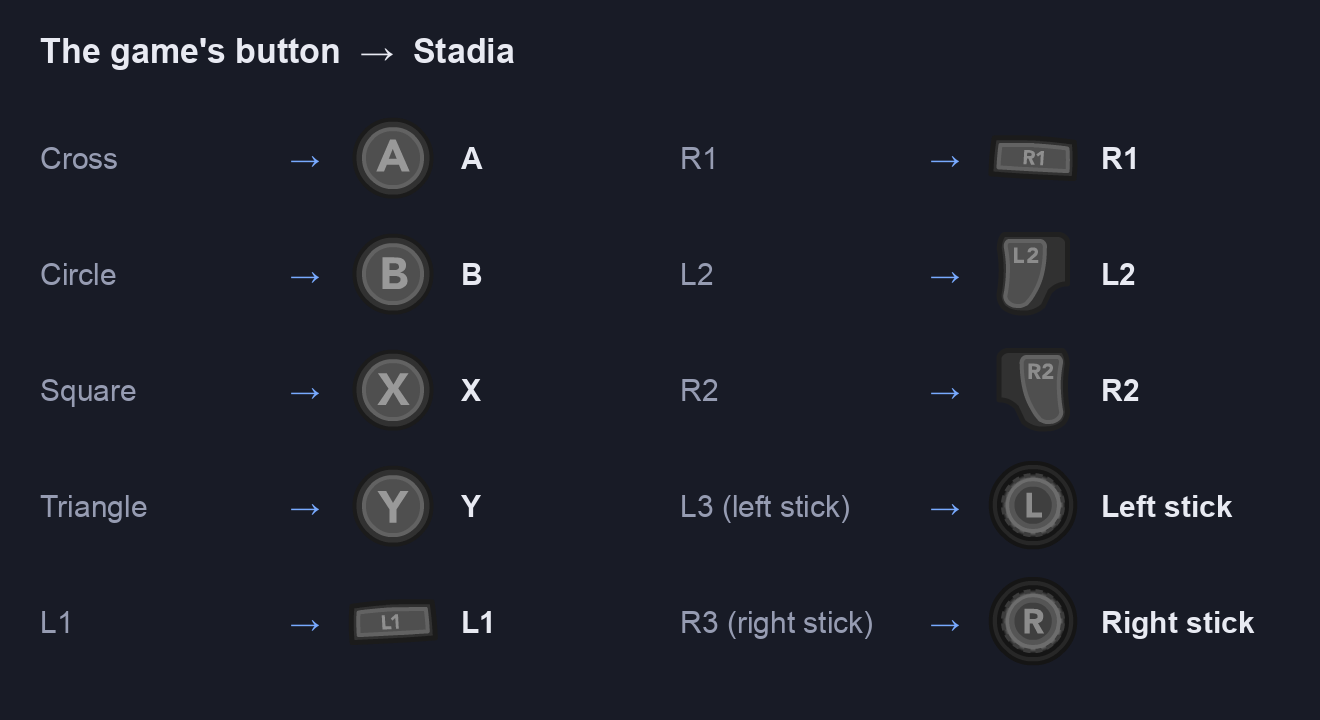 The game's button → Stadia
Cross → A A
Circle → B B
Square → X X
Triangle → Y Y
L1 → L1 L1
R1 → R1 R1
L2 → L2 L2
R2 → R2 R2
L3 (left stick) → L Left stick
R3 (right stick) → R Right stick